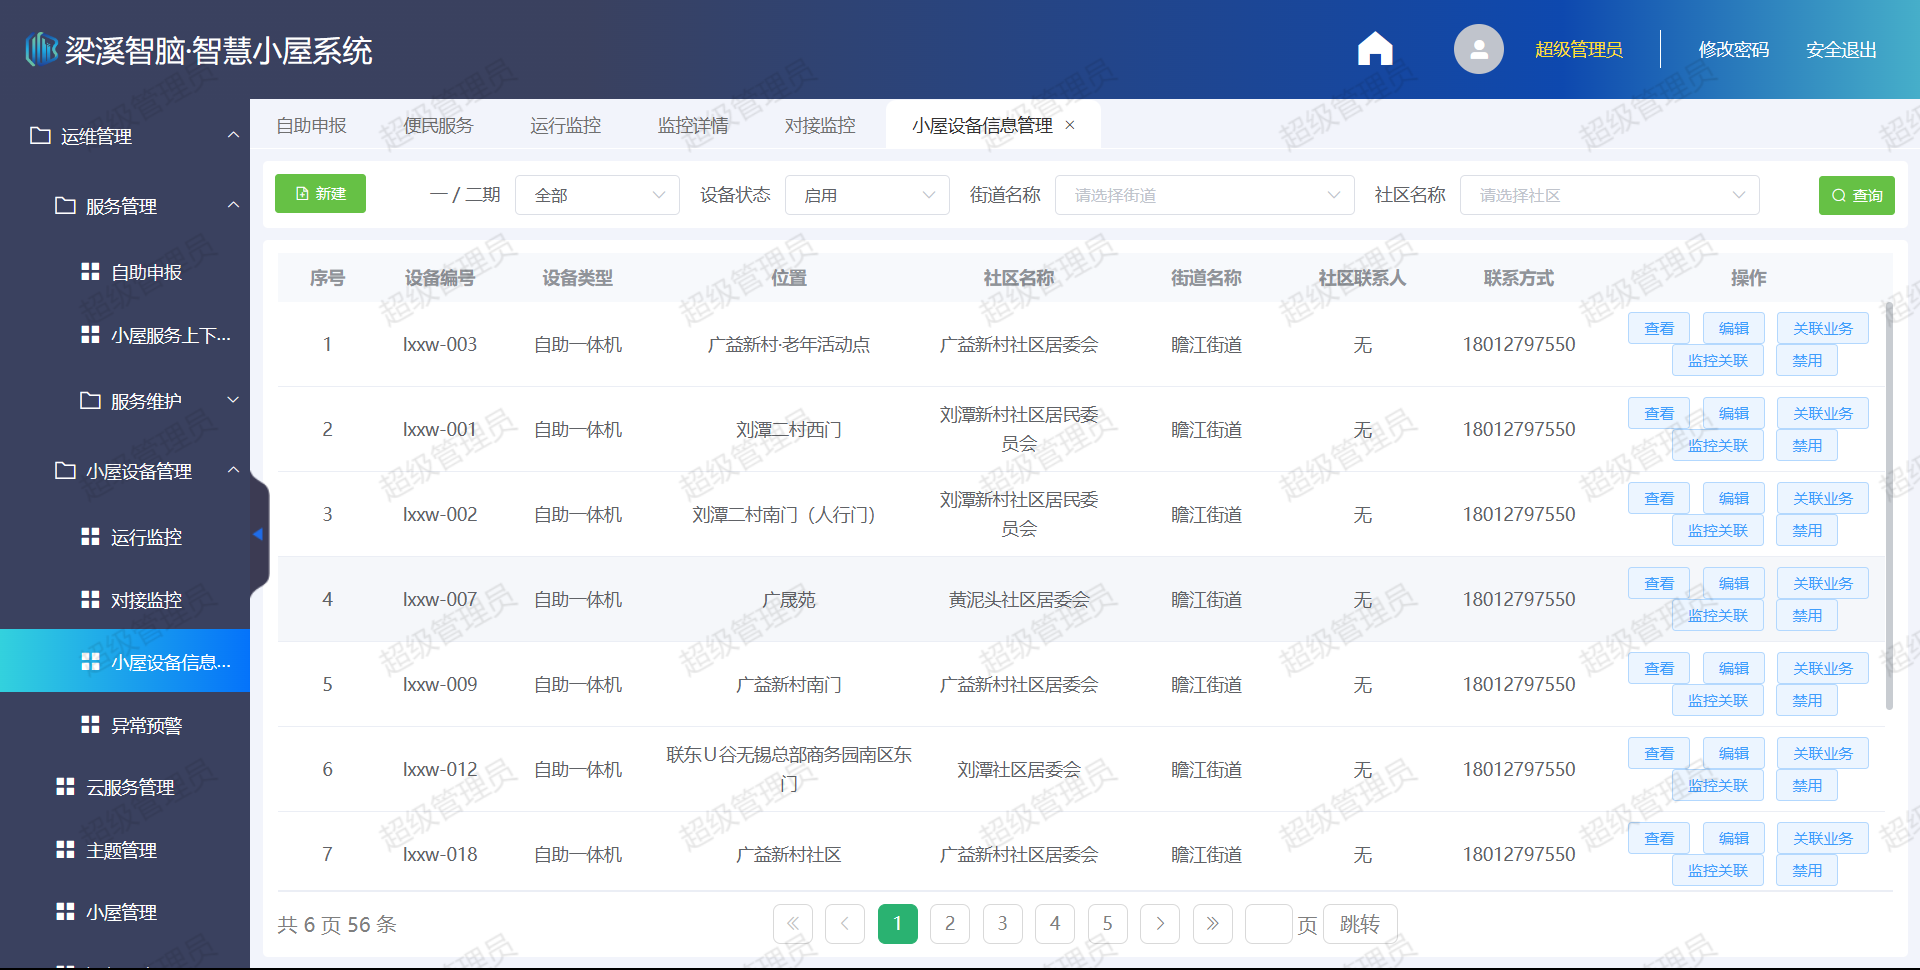 梁溪智脑·智慧小屋系统
超级管理员
修改密码
安全退出
运维管理
服务管理
自助申报
小屋服务上下...
服务维护
小屋设备管理
运行监控
对接监控
小屋设备信息...
异常预警
云服务管理
主题管理
小屋管理
自助申报 便民服务 运行监控 监控详情 对接监控 小屋设备信息管理 ×
新建 一 / 二期 全部 设备状态 启用 街道名称 请选择街道 社区名称 请选择社区 查询
序号 设备编号 设备类型 位置 社区名称 街道名称 社区联系人 联系方式 操作
1 lxxw-003 自助一体机 广益新村·老年活动点 广益新村社区居委会 瞻江街道 无 18012797550 查看 编辑 关联业务
监控关联 禁用
2 lxxw-001 自助一体机 刘潭二村西门 刘潭新村社区居民委
员会 瞻江街道 无 18012797550 查看 编辑 关联业务
监控关联 禁用
3 lxxw-002 自助一体机 刘潭二村南门（人行门） 刘潭新村社区居民委
员会 瞻江街道 无 18012797550 查看 编辑 关联业务
监控关联 禁用
4 lxxw-007 自助一体机 广晟苑 黄泥头社区居委会 瞻江街道 无 18012797550 查看 编辑 关联业务
监控关联 禁用
5 lxxw-009 自助一体机 广益新村南门 广益新村社区居委会 瞻江街道 无 18012797550 查看 编辑 关联业务
监控关联 禁用
6 lxxw-012 自助一体机 联东U谷无锡总部商务园南区东
门 刘潭社区居委会 瞻江街道 无 18012797550 查看 编辑 关联业务
监控关联 禁用
7 lxxw-018 自助一体机 广益新村社区 广益新村社区居委会 瞻江街道 无 18012797550 查看 编辑 关联业务
监控关联 禁用
共 6 页 56 条 1 2 3 4 5 页 跳转